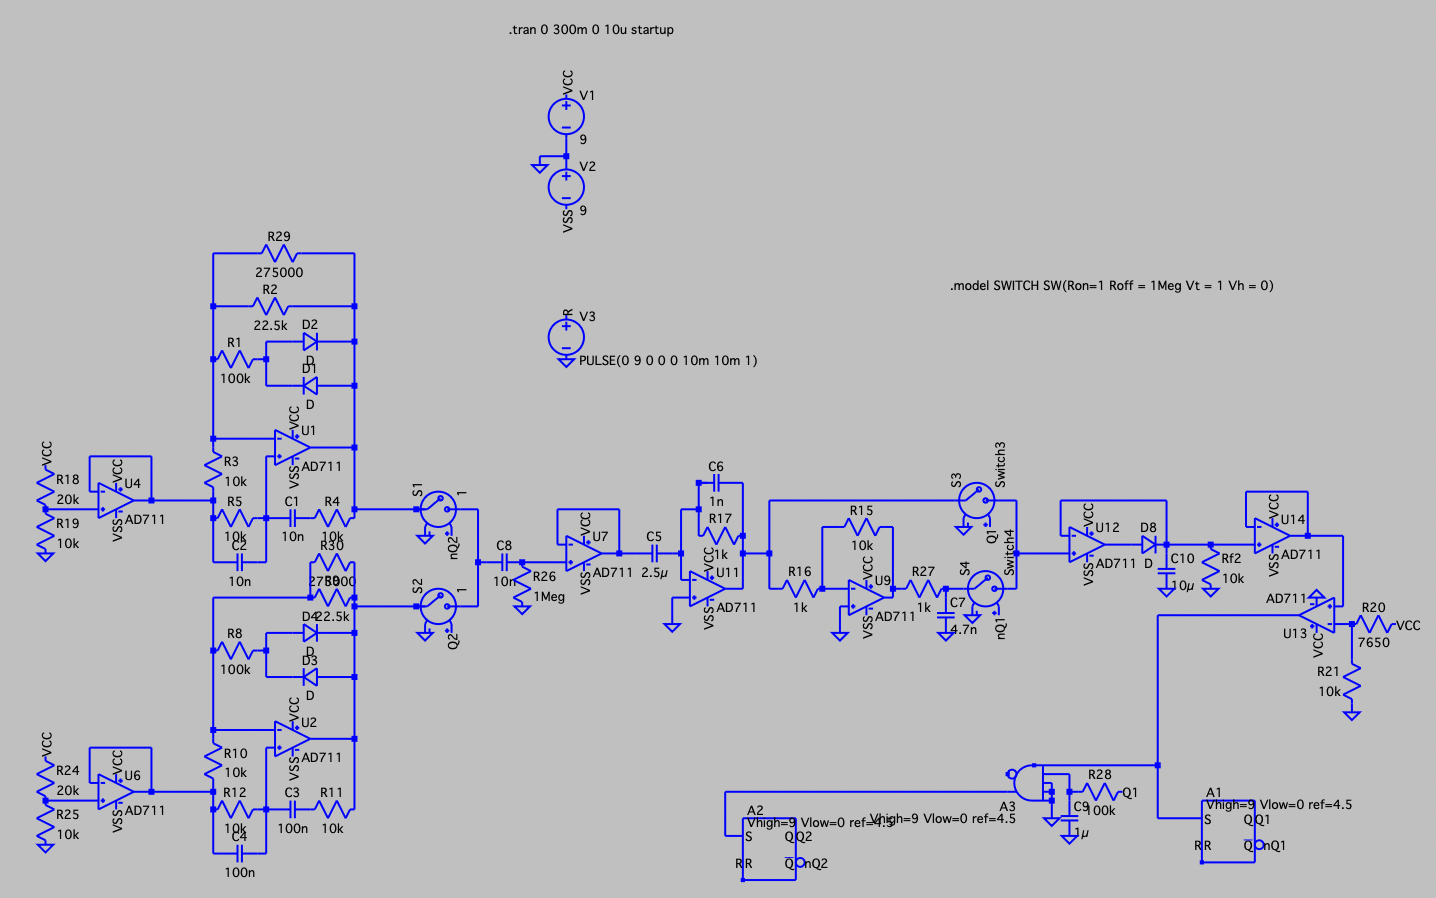 .tran 0 300m 0 10u startup
VCC
V1
9
V2
9
VSS
R
V3
PULSE(0 9 0 0 0 10m 10m 1)
.model SWITCH SW(Ron=1 Roff = 1Meg Vt = 1 Vh = 0)
R29
275000
R2
22.5k
D2
D
R1
100k
D1
D
VCC
U1
VSS
AD711
R3
10k
R5
10k
C1
10n
R4
10k
C2
10n
VCC
R18
20k
R19
10k
VCC
U4
VSS
AD711
R30
275000
R9
22.5k
D4
D
R8
100k
D3
D
VCC
U2
VSS
AD711
R10
10k
R12
10k
C3
100n
R11
10k
C4
100n
VCC
R24
20k
R25
10k
VCC
U6
VSS
AD711
S1
1
nQ2
S2
1
Q2
C8
10n
R26
1Meg
VCC
U7
VSS
AD711
C5
2.5µ
C6
1n
R17
1k
VCC
U11
VSS
AD711
R16
1k
R15
10k
VCC
U9
VSS
AD711
R27
1k
C7
4.7n
S3
Switch3
Q1
S4
Switch4
nQ1
VCC
U12
VSS
AD711
D8
D
C10
10µ
Rf2
10k
VCC
U14
VSS
AD711
AD711
U13
VCC
R20
7650
VCC
R21
10k
A3
Vhigh=9 Vlow=0 ref=4.5
R28
100k
Q1
C9
1µ
A1
Vhigh=9 Vlow=0 ref=4.5
S
Q
Q1
R
R
Q
nQ1
A2
Vhigh=9 Vlow=0 ref=4.5
S
Q
Q2
R
R
Q
nQ2